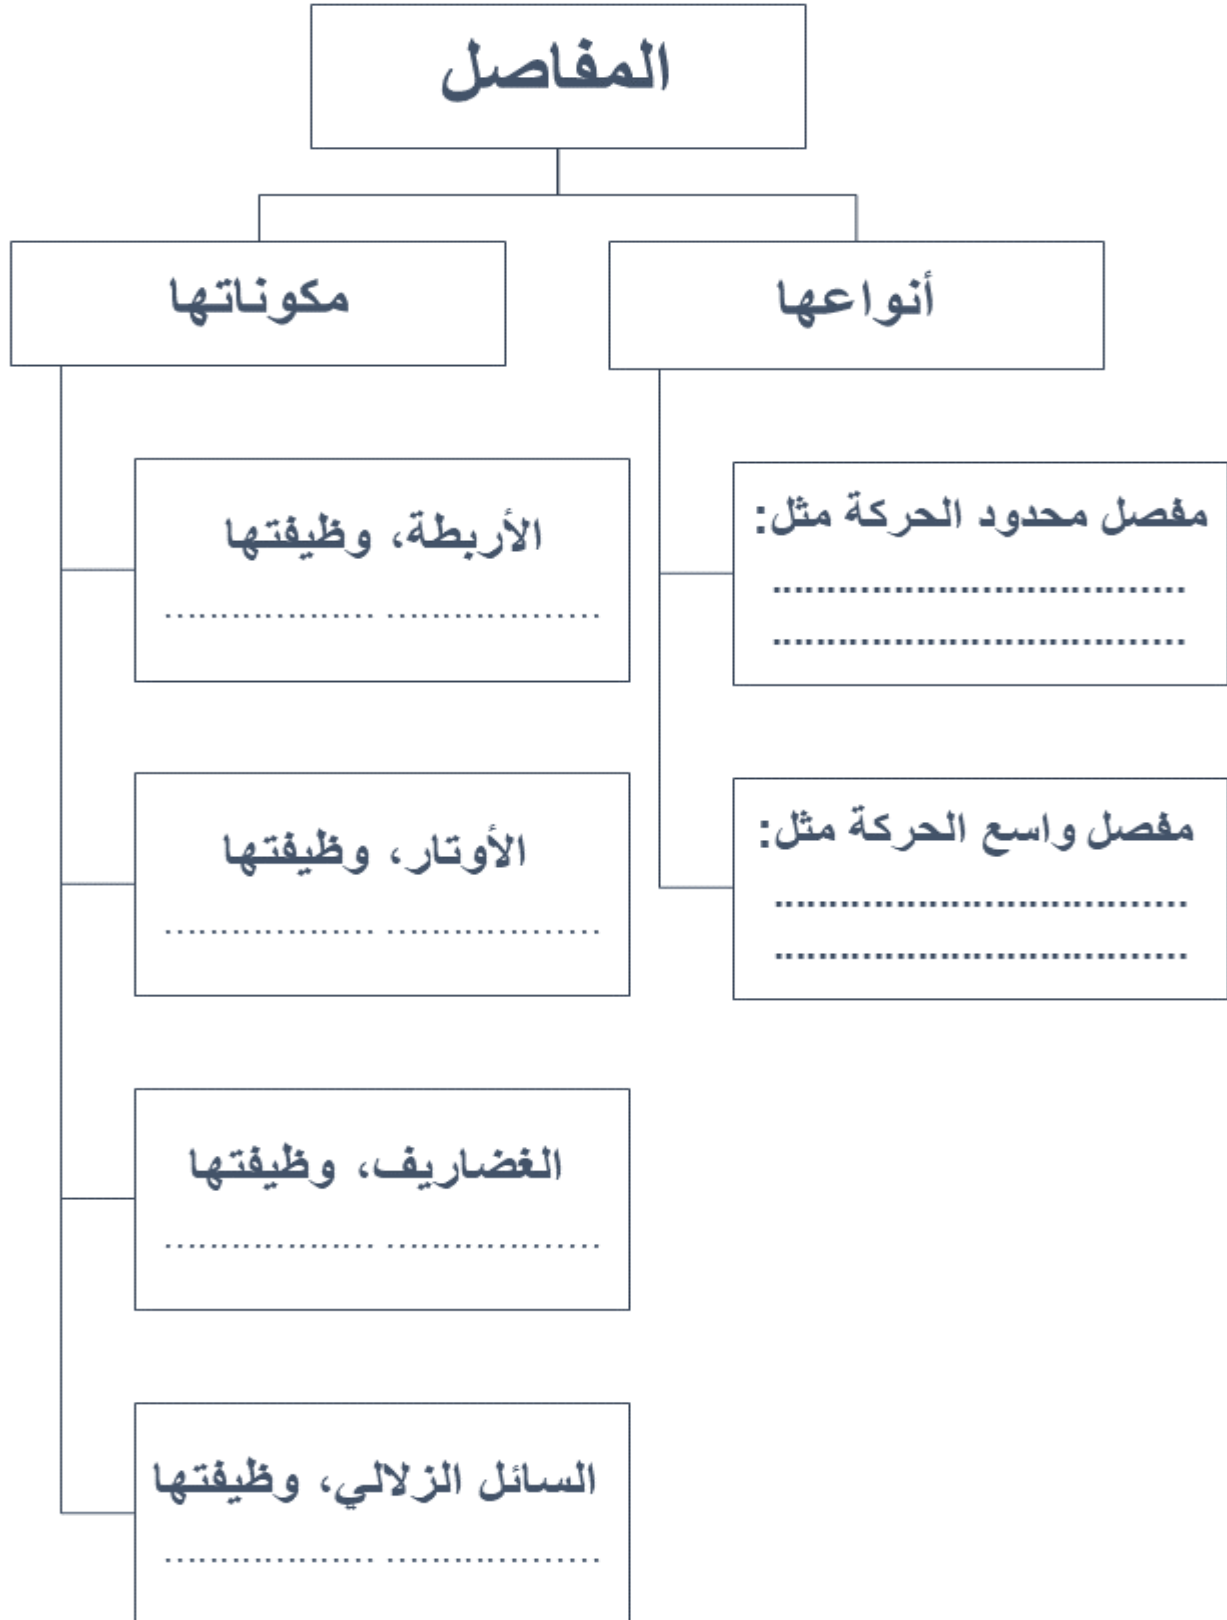 المفاصل
أنواعها
مفصل محدود الحركة مثل:
......................................
......................................
مفصل واسع الحركة مثل:
......................................
......................................
مكوناتها
الأربطة، وظيفتها
................... ...................
الأوتار، وظيفتها
................... ...................
الغضاريف، وظيفتها
................... ...................
السائل الزلالي، وظيفتها
................... ...................